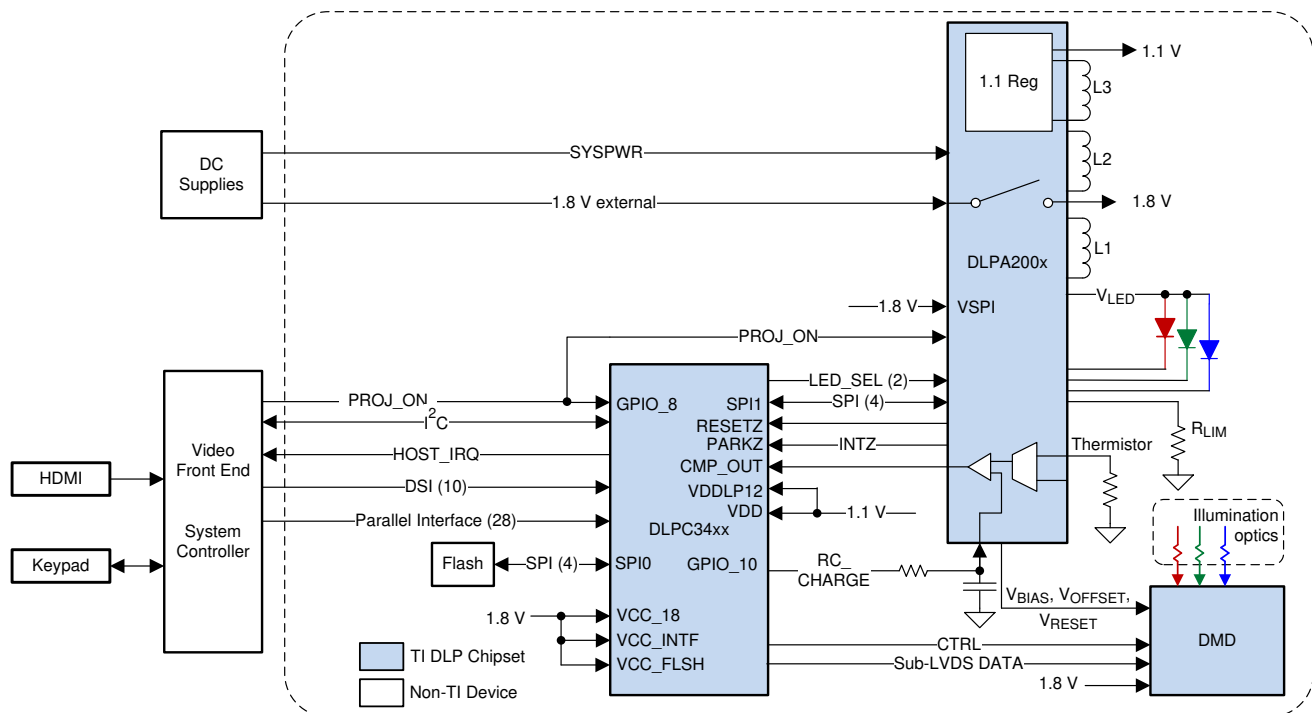 1.1 V
1.1 Reg
L3
DC
Supplies
SYSPWR
L2
1.8 V external
1.8 V
L1
DLPA200x
VLED
1.8 V
VSPI
PROJ_ON
LED_SEL (2)
PROJ_ON
GPIO_8
SPI1
SPI (4)
I2C
RESETZ
RLIM
Video
Front End
PARKZ
INTZ
Thermistor
HOST_IRQ
CMP_OUT
HDMI
DSI (10)
VDDLP12
VDD
1.1 V
Parallel Interface (28)
DLPC34xx
Illumination
optics
System
Controller
Keypad
Flash
SPI (4)
SPI0
GPIO_10
RC_
CHARGE
VBIAS, VOFFSET,
VRESET
1.8 V
VCC_18
VCC_INTF
VCC_FLSH
CTRL
DMD
Sub-LVDS DATA
1.8 V
TI DLP Chipset
Non-TI Device